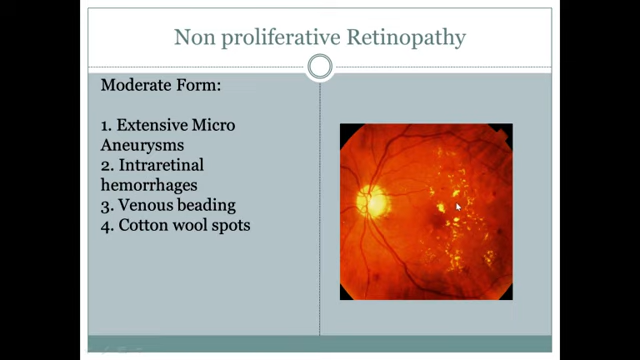 Non proliferative Retinopathy
Moderate Form:
1. Extensive Micro
Aneurysms
2. Intraretinal
hemorrhages
3. Venous beading
4. Cotton wool spots